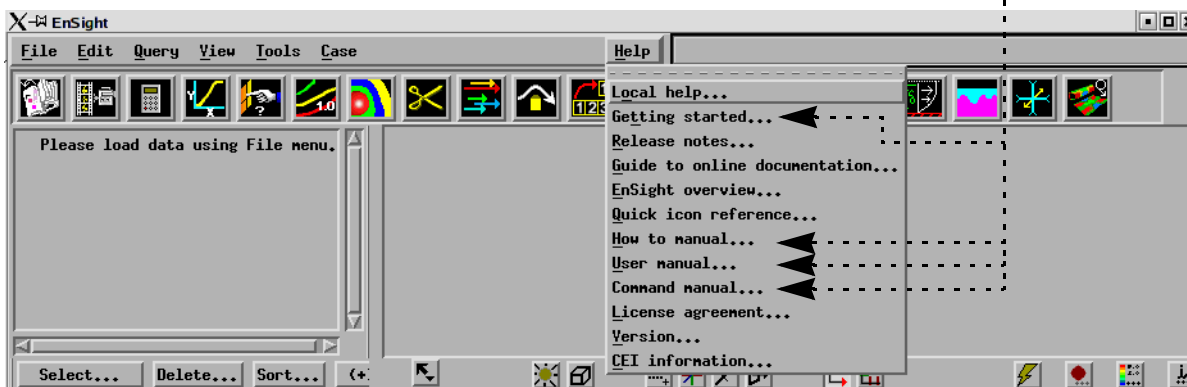 EnSight
File Edit Query View Tools Case Help
1.0
?
123
Local help...
Getting started...
Release notes...
Guide to online documentation...
EnSight overview...
Quick icon reference...
How to manual...
User manual...
Command manual...
License agreement...
Version...
CEI information...
Please load data using File menu.
Select... Delete... Sort... (+)